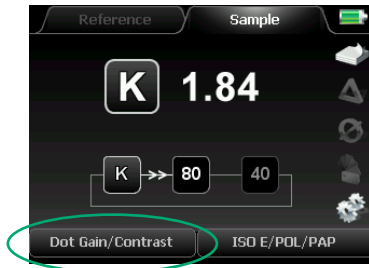 Reference Sample
K 1.84
K >> 80 40
Dot Gain/Contrast ISO E/POL/PAP